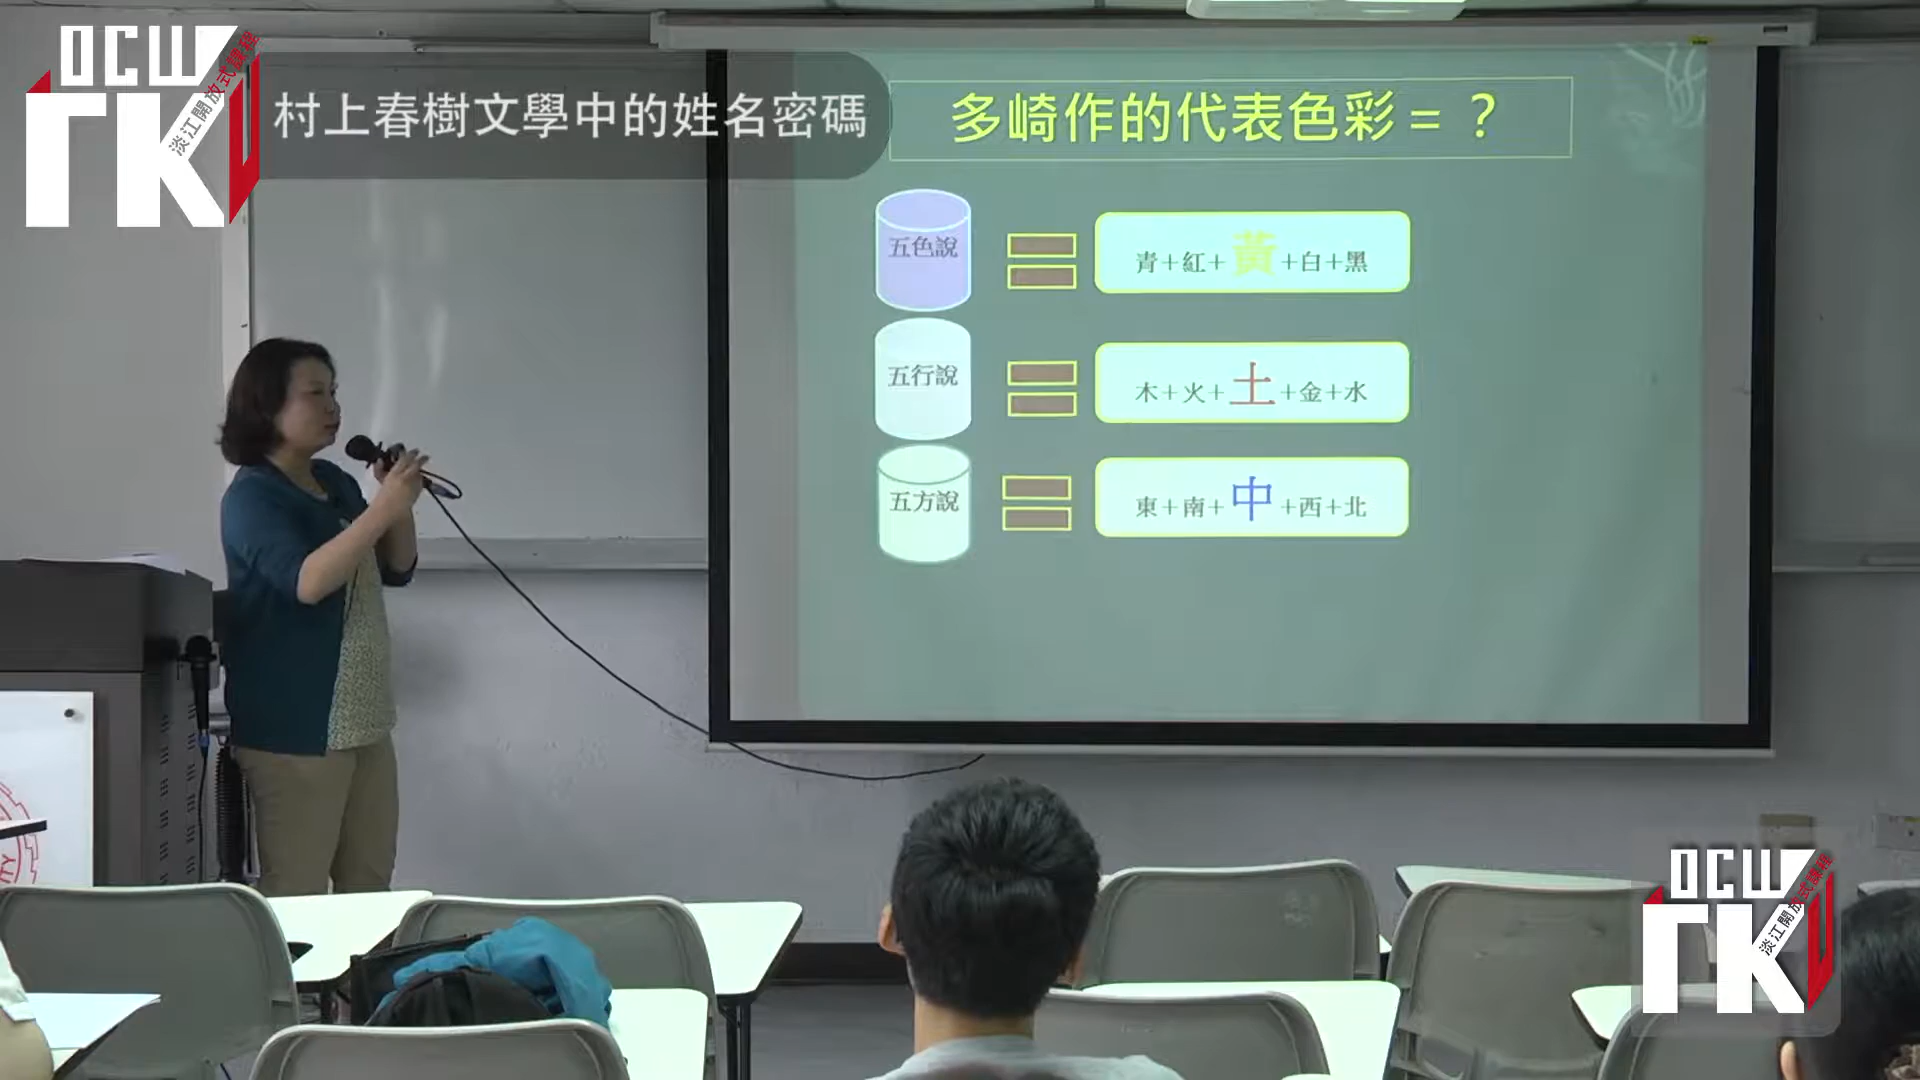 OCW
TKU
淡江開放式課程
村上春樹文學中的姓名密碼
多崎作的代表色彩=？
五色說
青+紅+黃+白+黑
五行說
木+火+土+金+水
五方說
東+南+中+西+北
OCW
TKU
淡江開放式課程